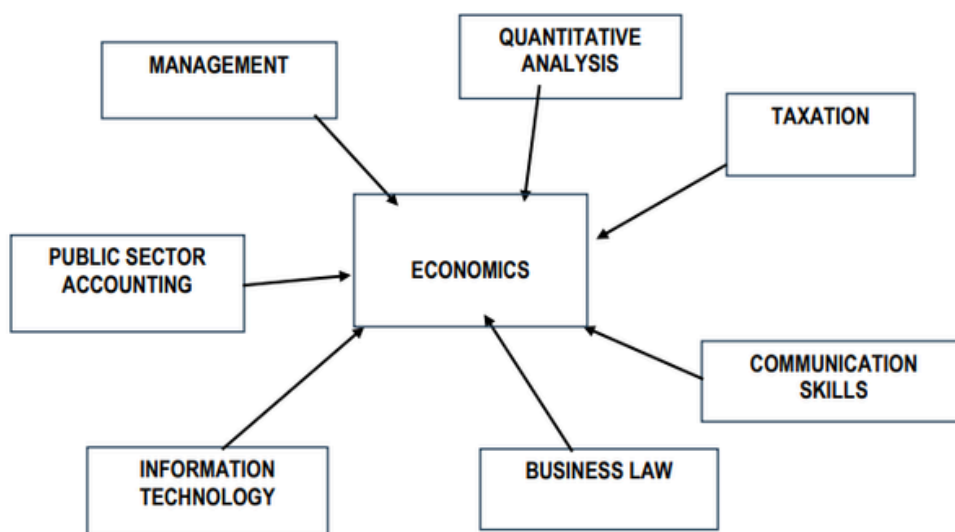 QUANTITATIVE
ANALYSIS
MANAGEMENT
TAXATION
PUBLIC SECTOR
ACCOUNTING
ECONOMICS
COMMUNICATION
SKILLS
INFORMATION
TECHNOLOGY
BUSINESS LAW